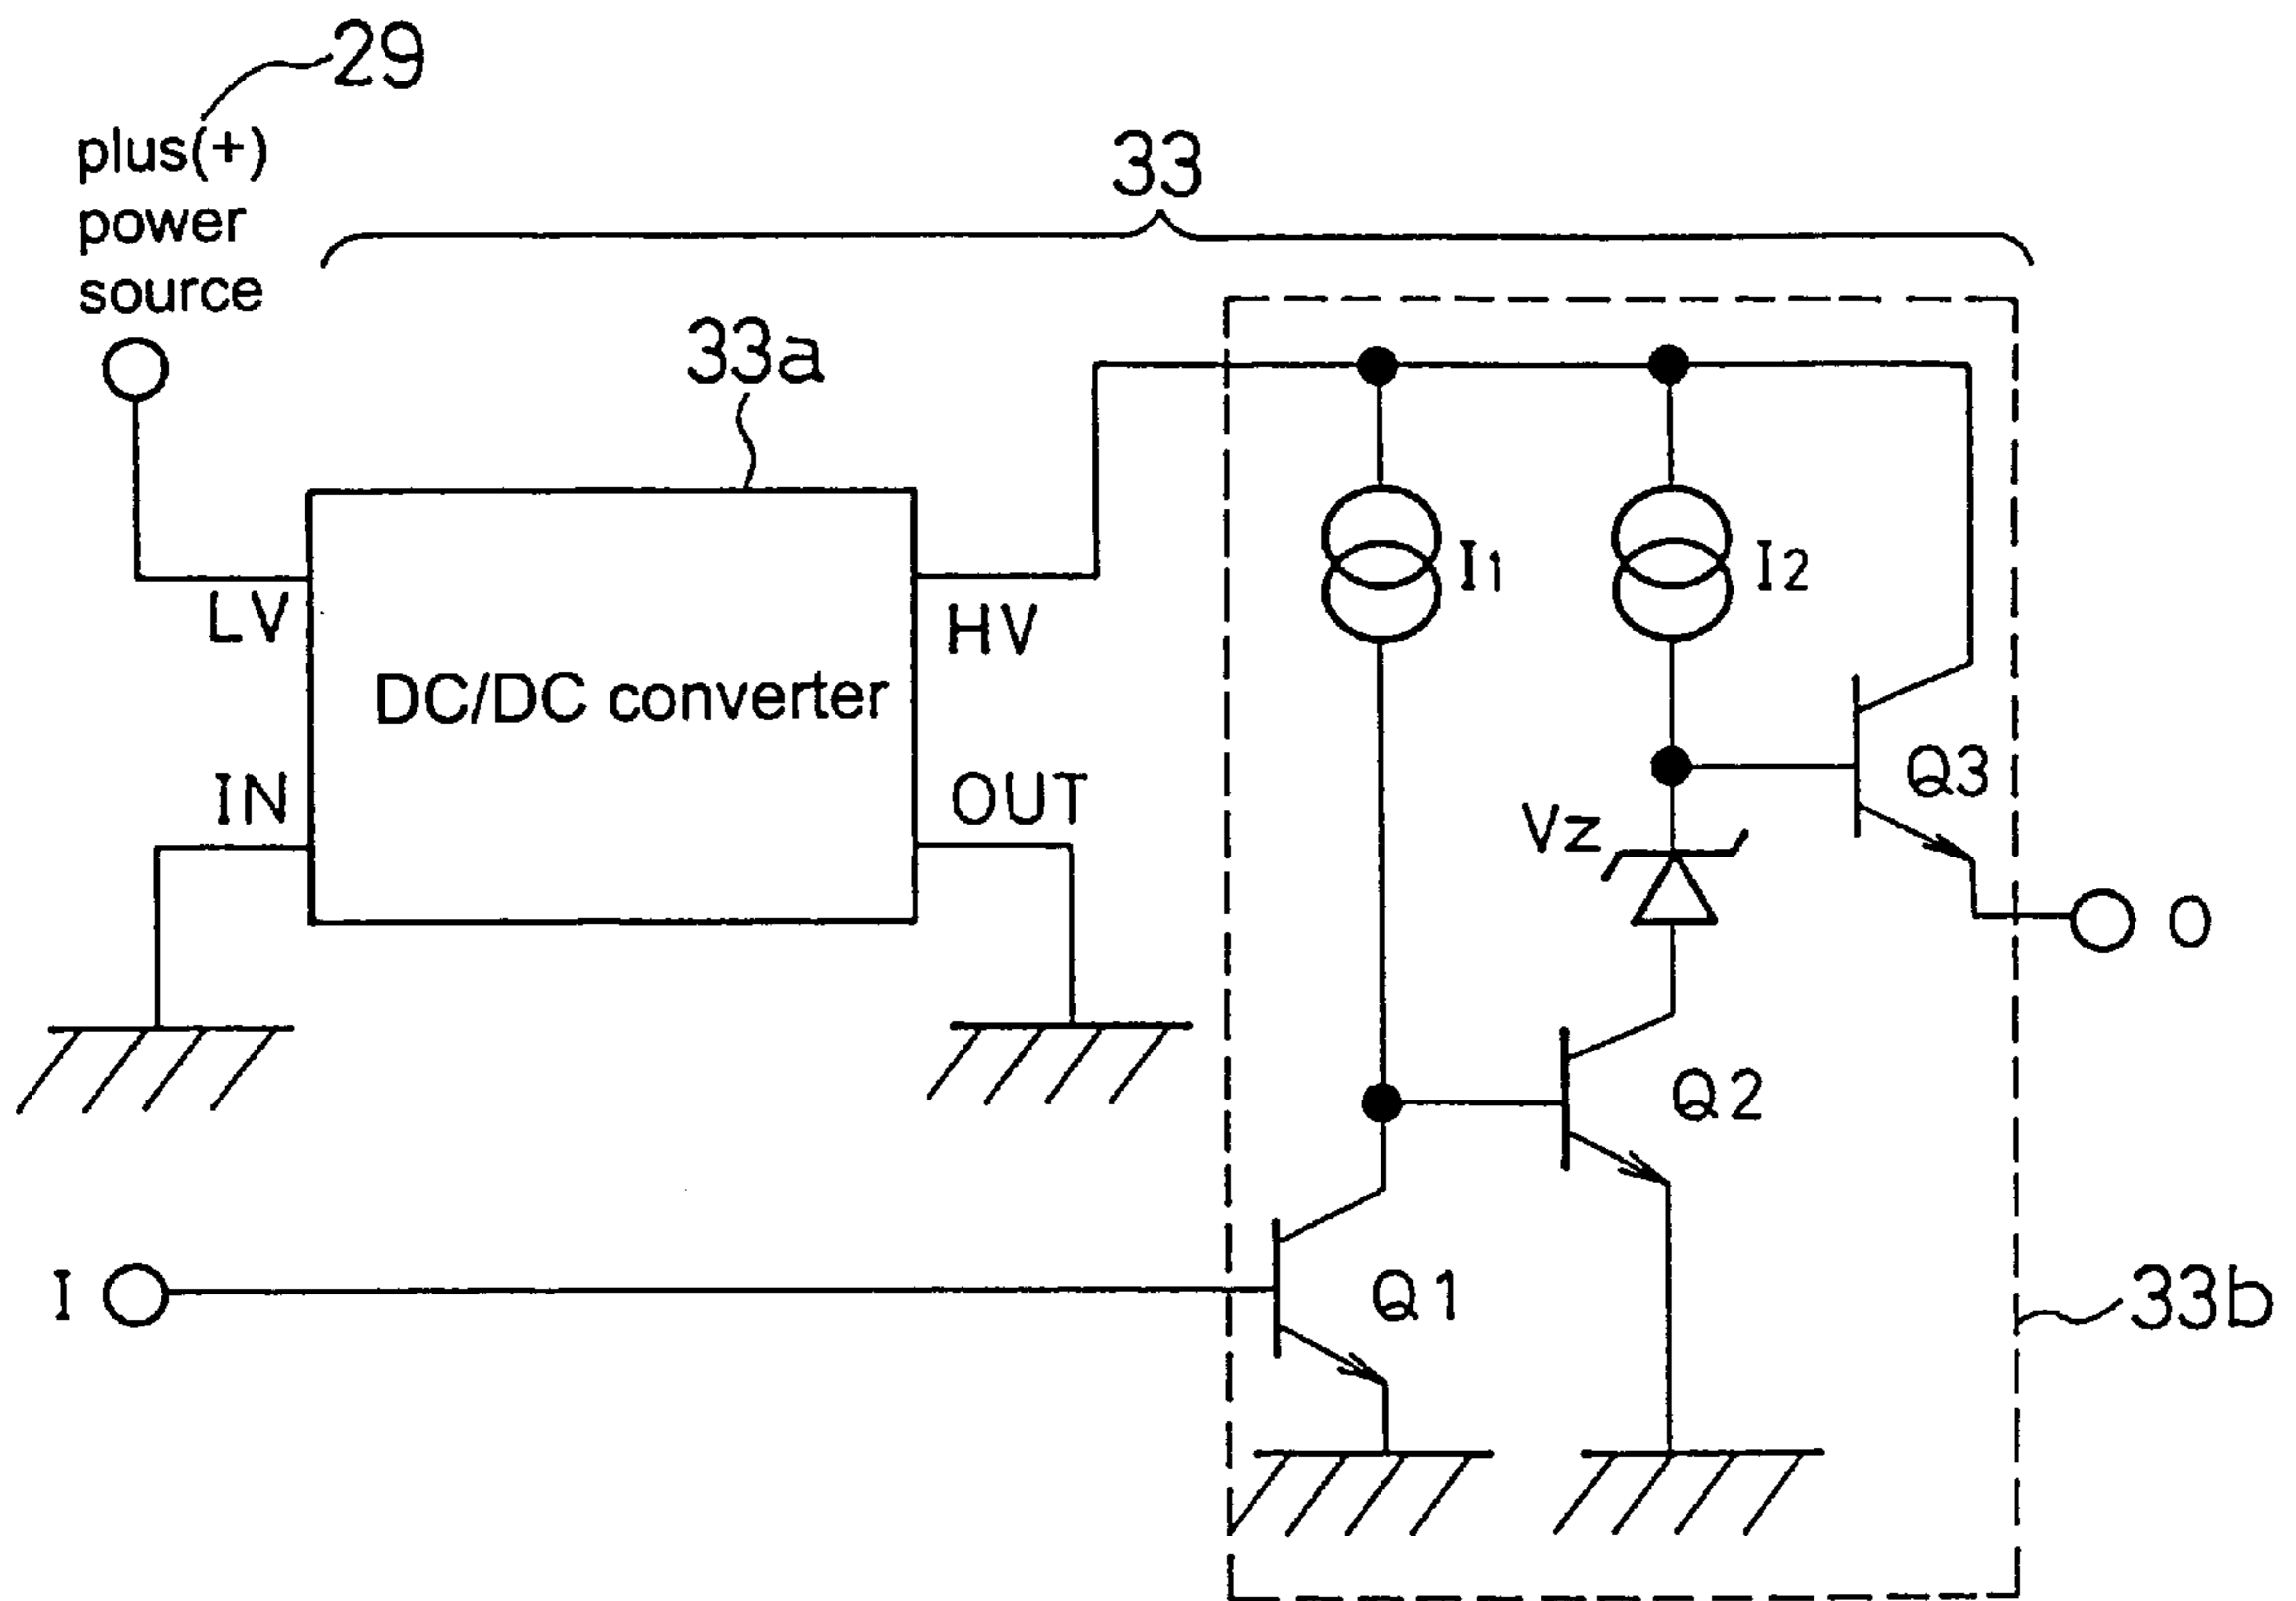 29
plus(+)
power
source
33
33a
LV
HV
I1
I2
DC/DC converter
IN
OUT
Q3
Vz
O
Q2
I
Q1
33b